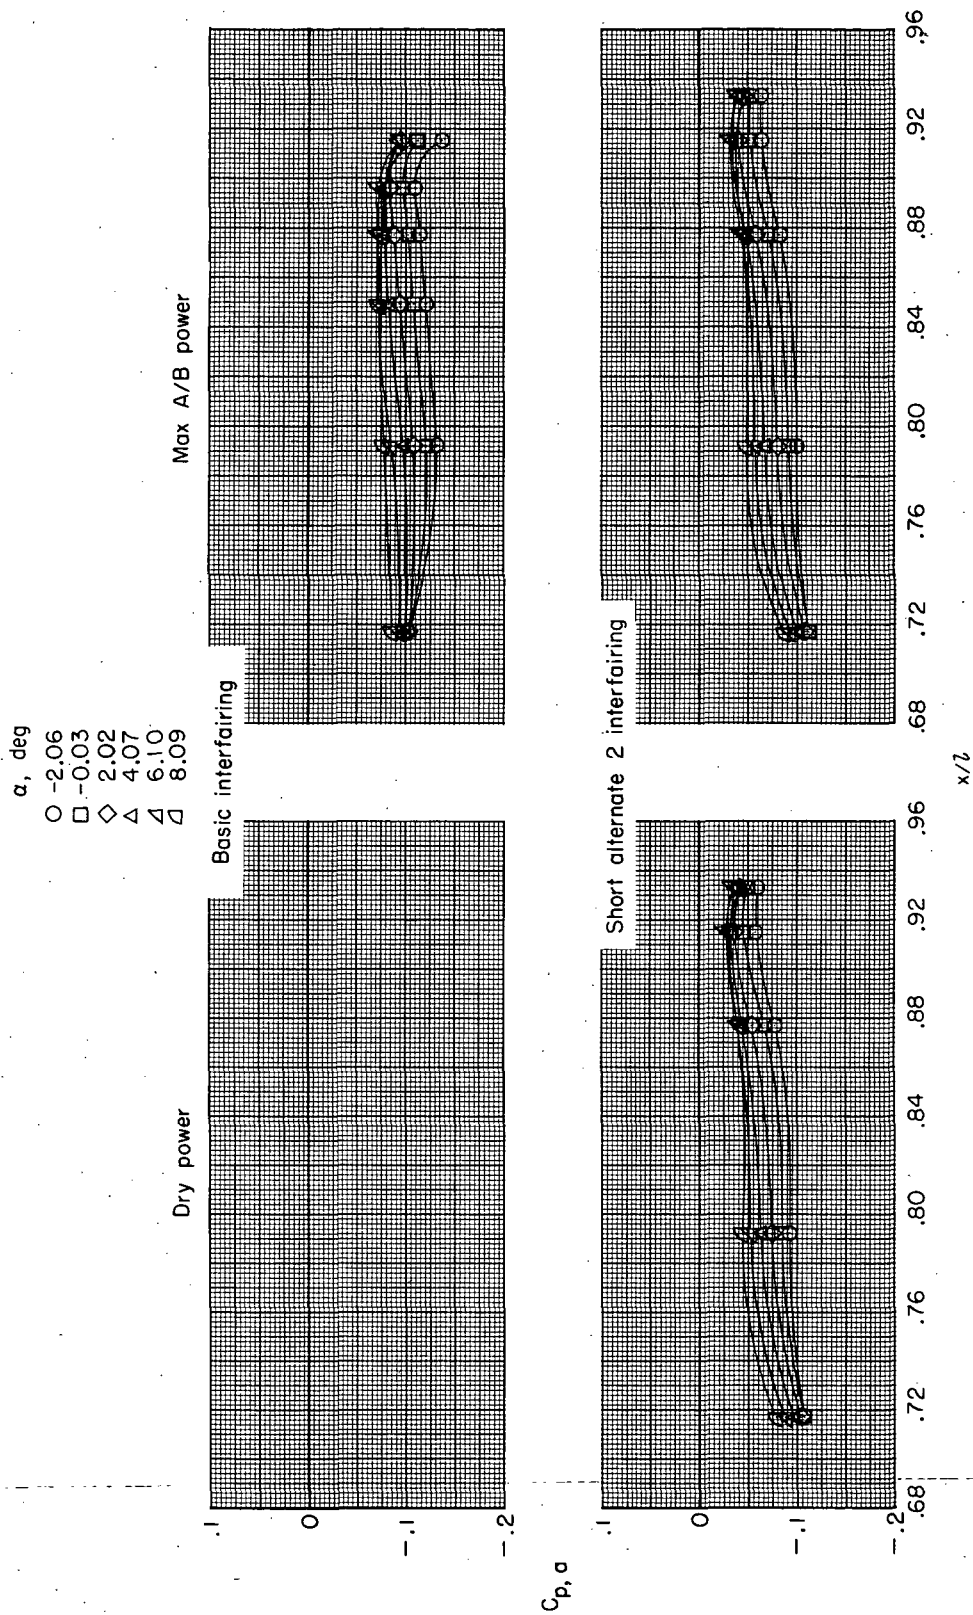 α, deg
○ -2.06
□ -0.03
◇ 2.02
△ 4.07
◿ 6.10
⏢ 8.09
Basic interfairing
Dry power
Max A/B power
.1
0
-.1
-.2
Short alternate 2 interfairing
.1
0
-.1
-.2
Cp,a
.68 .72 .76 .80 .84 .88 .92 .96
.68 .72 .76 .80 .84 .88 .92 .96
x/l